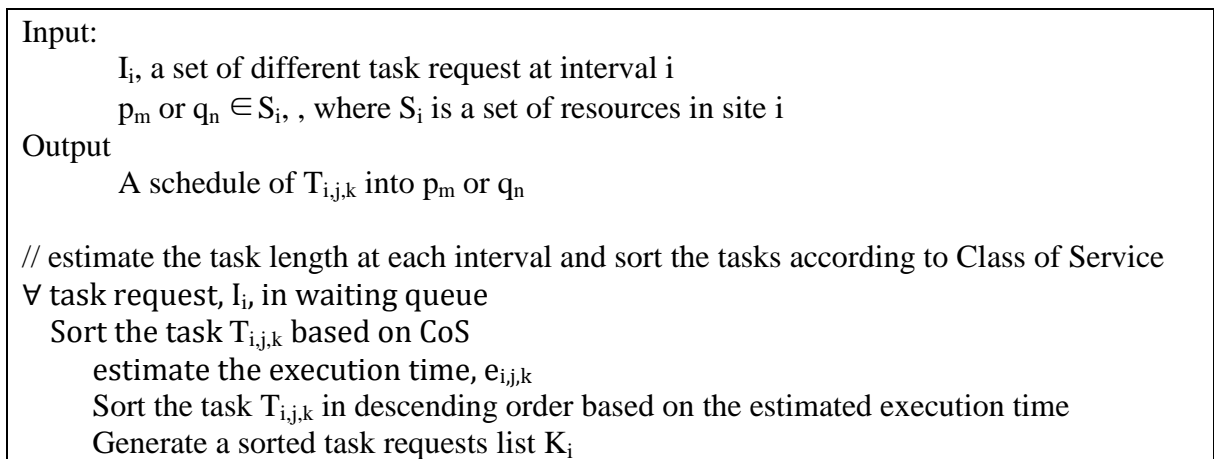 Input:
Iᵢ, a set of different task request at interval i
pₘ or qₙ ∈ Sᵢ, , where Sᵢ is a set of resources in site i
Output
A schedule of Tᵢ,ⱼ,ₖ into pₘ or qₙ
// estimate the task length at each interval and sort the tasks according to Class of Service
∀ task request, Iᵢ, in waiting queue
Sort the task Tᵢ,ⱼ,ₖ based on CoS
estimate the execution time, eᵢ,ⱼ,ₖ
Sort the task Tᵢ,ⱼ,ₖ in descending order based on the estimated execution time
Generate a sorted task requests list Kᵢ